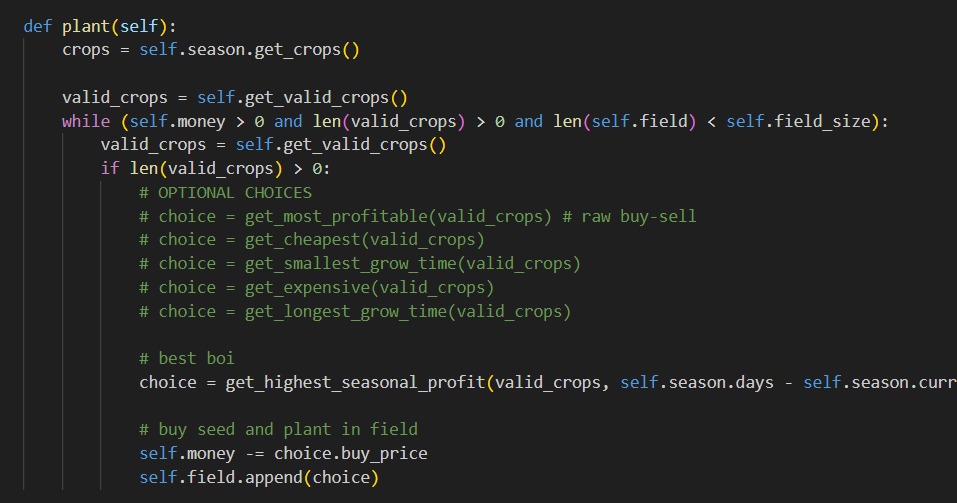 def plant(self):
    crops = self.season.get_crops()

    valid_crops = self.get_valid_crops()
    while (self.money > 0 and len(valid_crops) > 0 and len(self.field) < self.field_size):
        valid_crops = self.get_valid_crops()
        if len(valid_crops) > 0:
            # OPTIONAL CHOICES
            # choice = get_most_profitable(valid_crops) # raw buy-sell
            # choice = get_cheapest(valid_crops)
            # choice = get_smallest_grow_time(valid_crops)
            # choice = get_expensive(valid_crops)
            # choice = get_longest_grow_time(valid_crops)

            # best boi
            choice = get_highest_seasonal_profit(valid_crops, self.season.days - self.season.curr

            # buy seed and plant in field
            self.money -= choice.buy_price
            self.field.append(choice)